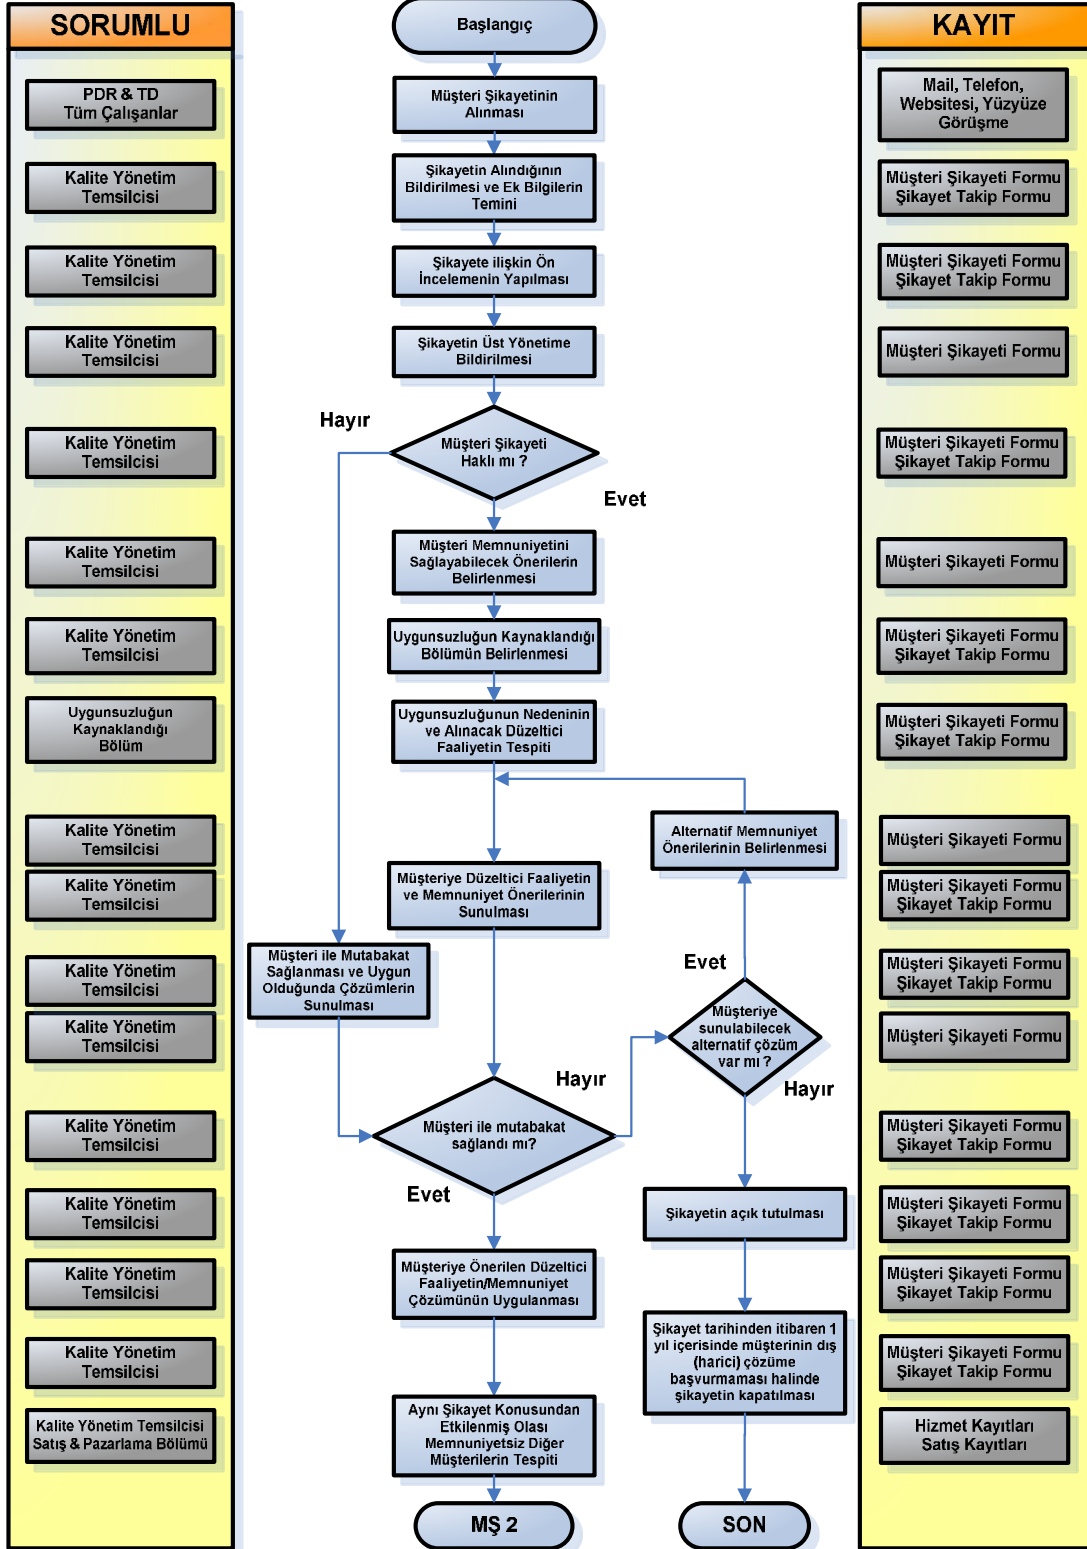 SORUMLU
Başlangıç
KAYIT
PDR & TD
Tüm Çalışanlar
Müşteri Şikayetinin
Alınması
Mail, Telefon,
Websitesi, Yüzyüze
Görüşme
Kalite Yönetim
Temsilcisi
Şikayetin Alındığının
Bildirilmesi ve Ek Bilgilerin
Temini
Müşteri Şikayeti Formu
Şikayet Takip Formu
Kalite Yönetim
Temsilcisi
Şikayete ilişkin Ön
İncelemenin Yapılması
Müşteri Şikayeti Formu
Şikayet Takip Formu
Kalite Yönetim
Temsilcisi
Şikayetin Üst Yönetime
Bildirilmesi
Müşteri Şikayeti Formu
Hayır
Kalite Yönetim
Temsilcisi
Müşteri Şikayeti
Haklı mı ?
Müşteri Şikayeti Formu
Şikayet Takip Formu
Evet
Kalite Yönetim
Temsilcisi
Müşteri Memnuniyetini
Sağlayabilecek Önerilerin
Belirlenmesi
Müşteri Şikayeti Formu
Kalite Yönetim
Temsilcisi
Uygunsuzluğun Kaynaklandığı
Bölümün Belirlenmesi
Müşteri Şikayeti Formu
Şikayet Takip Formu
Uygunsuzluğun
Kaynaklandığı
Bölüm
Uygunsuzluğunun Nedeninin
ve Alınacak Düzeltici
Faaliyetin Tespiti
Müşteri Şikayeti Formu
Şikayet Takip Formu
Kalite Yönetim
Temsilcisi
Alternatif Memnuniyet
Önerilerinin Belirlenmesi
Müşteri Şikayeti Formu
Kalite Yönetim
Temsilcisi
Müşteriye Düzeltici Faaliyetin
ve Memnuniyet Önerilerinin
Sunulması
Müşteri Şikayeti Formu
Şikayet Takip Formu
Kalite Yönetim
Temsilcisi
Müşteri ile Mutabakat
Sağlanması ve Uygun
Olduğunda Çözümlerin
Sunulması
Evet
Müşteri Şikayeti Formu
Şikayet Takip Formu
Kalite Yönetim
Temsilcisi
Müşteriye
sunulabilecek
alternatif çözüm
var mı ?
Müşteri Şikayeti Formu
Hayır
Hayır
Kalite Yönetim
Temsilcisi
Müşteri ile mutabakat
sağlandı mı?
Müşteri Şikayeti Formu
Şikayet Takip Formu
Evet
Kalite Yönetim
Temsilcisi
Şikayetin açık tutulması
Müşteri Şikayeti Formu
Şikayet Takip Formu
Kalite Yönetim
Temsilcisi
Müşteriye Önerilen Düzeltici
Faaliyetin/Memnuniyet
Çözümünün Uygulanması
Müşteri Şikayeti Formu
Şikayet Takip Formu
Kalite Yönetim
Temsilcisi
Şikayet tarihinden itibaren 1
yıl içerisinde müşterinin dış
(harici) çözüme
başvurmaması halinde
şikayetin kapatılması
Müşteri Şikayeti Formu
Şikayet Takip Formu
Kalite Yönetim Temsilcisi
Satış & Pazarlama Bölümü
Aynı Şikayet Konusundan
Etkilenmiş Olası
Memnuniyetsiz Diğer
Müşterilerin Tespiti
Hizmet Kayıtları
Satış Kayıtları
MŞ 2
SON